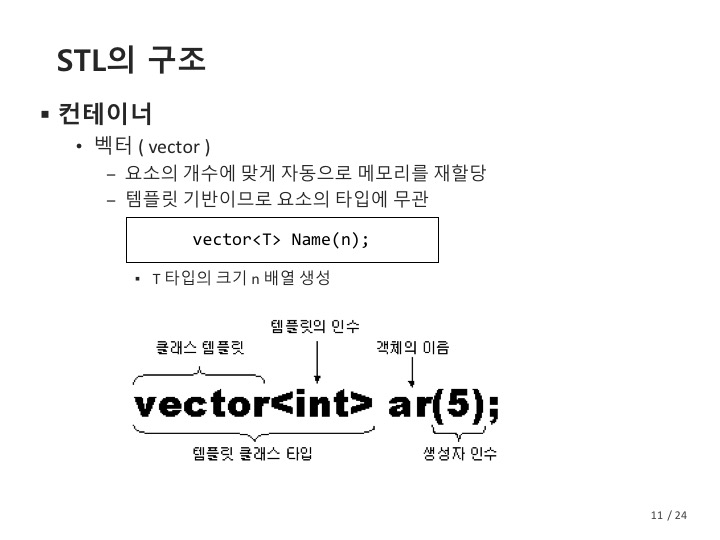 STL의 구조
▪ 컨테이너
• 벡터 ( vector )
– 요소의 개수에 맞게 자동으로 메모리를 재할당
– 템플릿 기반이므로 요소의 타입에 무관
vector<T> Name(n);
▪ T 타입의 크기 n 배열 생성
템플릿의 인수
클래스 템플릿
객체의 이음
vector<int> ar(5);
템플릿 클래스 타입
생성자 인수
11 / 24